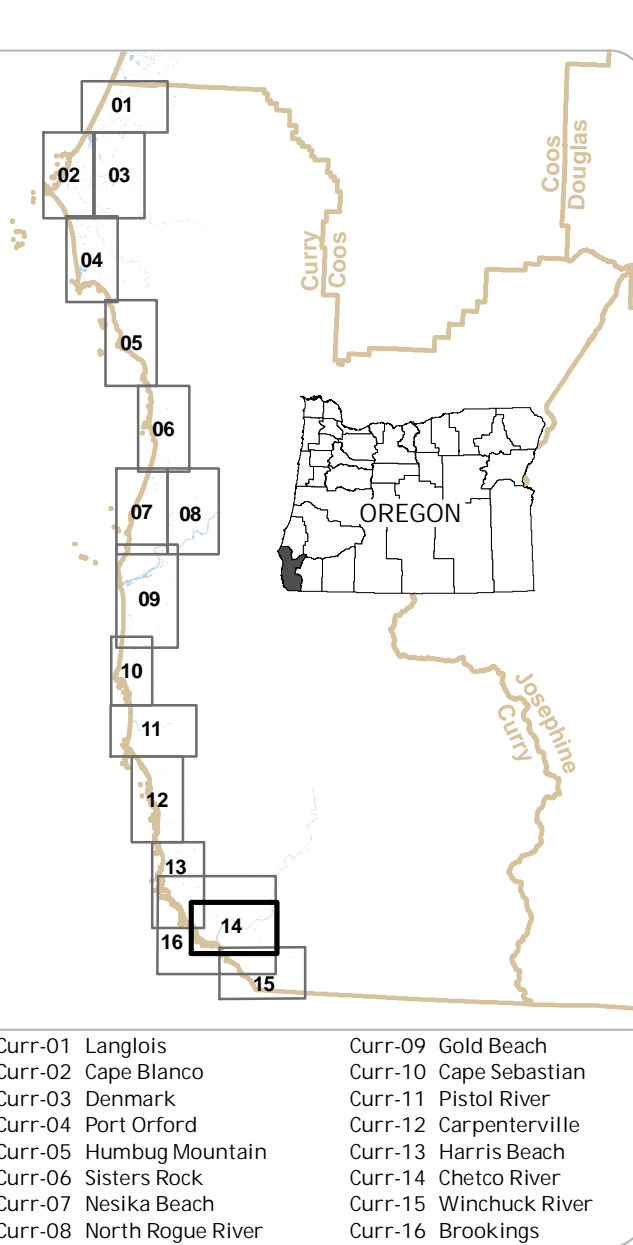 01
02
03
04
05
06
07
08
09
10
11
12
13
14
16
15
Curry
Coos
Coos
Douglas
OREGON
Josephine
Curry
Curr-01 Langlois
Curr-02 Cape Blanco
Curr-03 Denmark
Curr-04 Port Orford
Curr-05 Humbug Mountain
Curr-06 Sisters Rock
Curr-07 Nesika Beach
Curr-08 North Rogue River
Curr-09 Gold Beach
Curr-10 Cape Sebastian
Curr-11 Pistol River
Curr-12 Carpenterville
Curr-13 Harris Beach
Curr-14 Chetco River
Curr-15 Winchuck River
Curr-16 Brookings